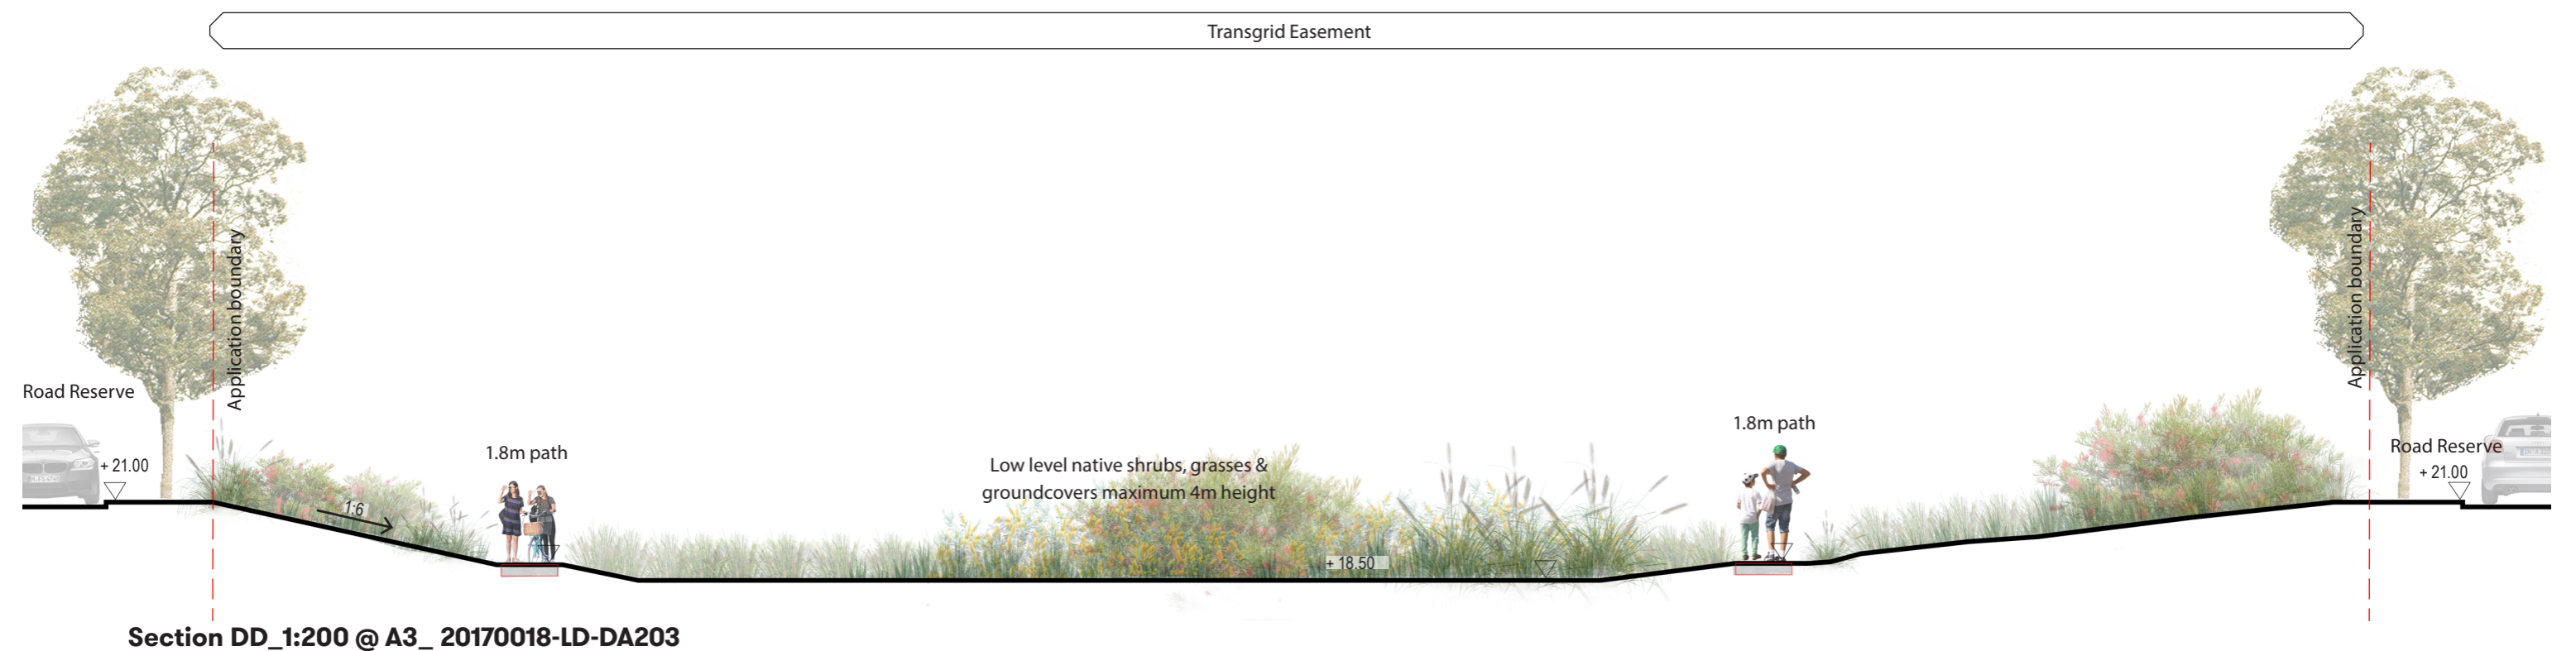 Transgrid Easement
Application boundary
Application boundary
Road Reserve
+ 21.00
1:6
1.8m path
Low level native shrubs, grasses &
groundcovers maximum 4m height
+ 18.50
1.8m path
Road Reserve
+ 21.00
Section DD_1:200 @ A3_ 20170018-LD-DA203